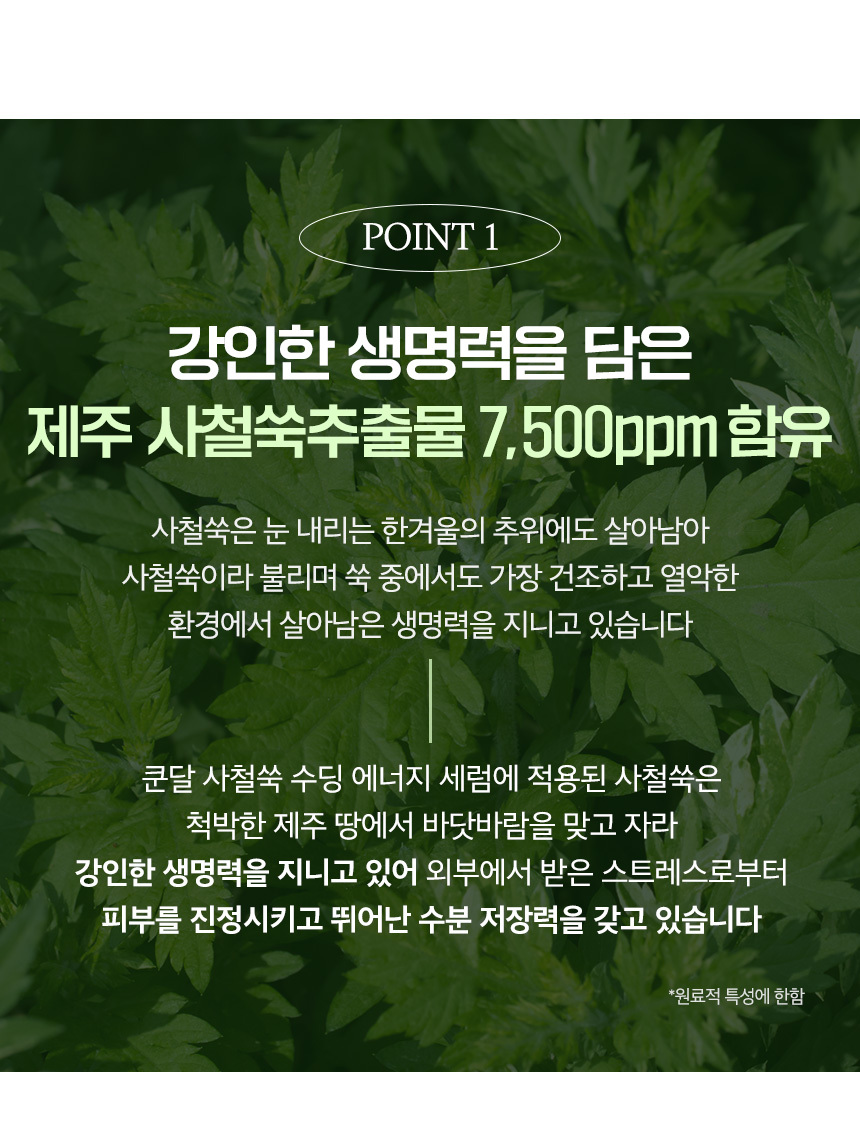 POINT 1
강인한 생명력을 담은
제주 사철쑥추출물 7,500ppm 함유
사철쑥은 눈 내리는 한겨울의 추위에도 살아남아
사철쑥이라 불리며 쑥 중에서도 가장 건조하고 열악한
환경에서 살아남은 생명력을 지니고 있습니다
쿤달 사철쑥 수딩 에너지 세럼에 적용된 사철쑥은
척박한 제주 땅에서 바닷바람을 맞고 자라
강인한 생명력을 지니고 있어 외부에서 받은 스트레스로부터
피부를 진정시키고 뛰어난 수분 저장력을 갖고 있습니다
*원료적 특성에 한함